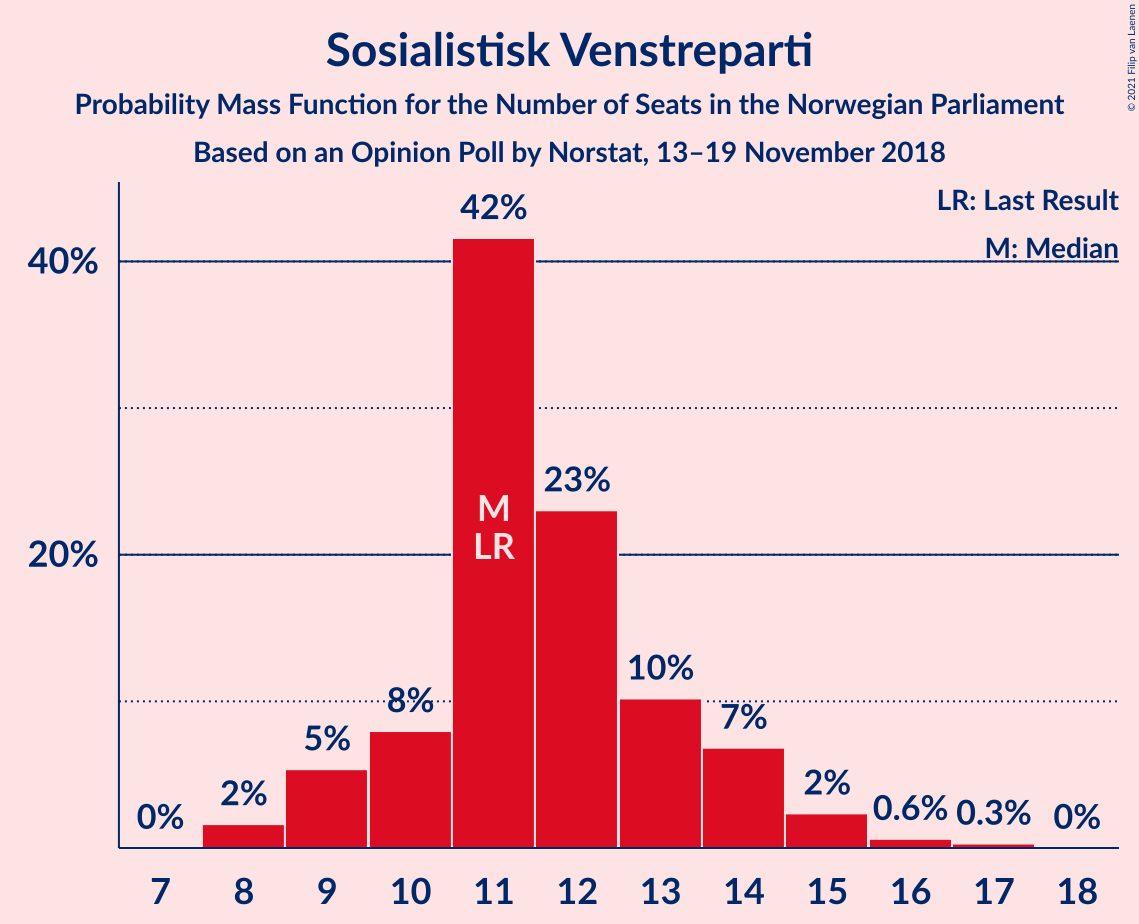 Sosialistisk Venstreparti
Probability Mass Function for the Number of Seats in the Norwegian Parliament
Based on an Opinion Poll by Norstat, 13–19 November 2018
© 2021 Filip van Laenen
LR: Last Result
M: Median
40%
20%
0%
2%
5%
8%
42%
23%
10%
7%
2%
0.6%
0.3%
0%
M
LR
7 8 9 10 11 12 13 14 15 16 17 18